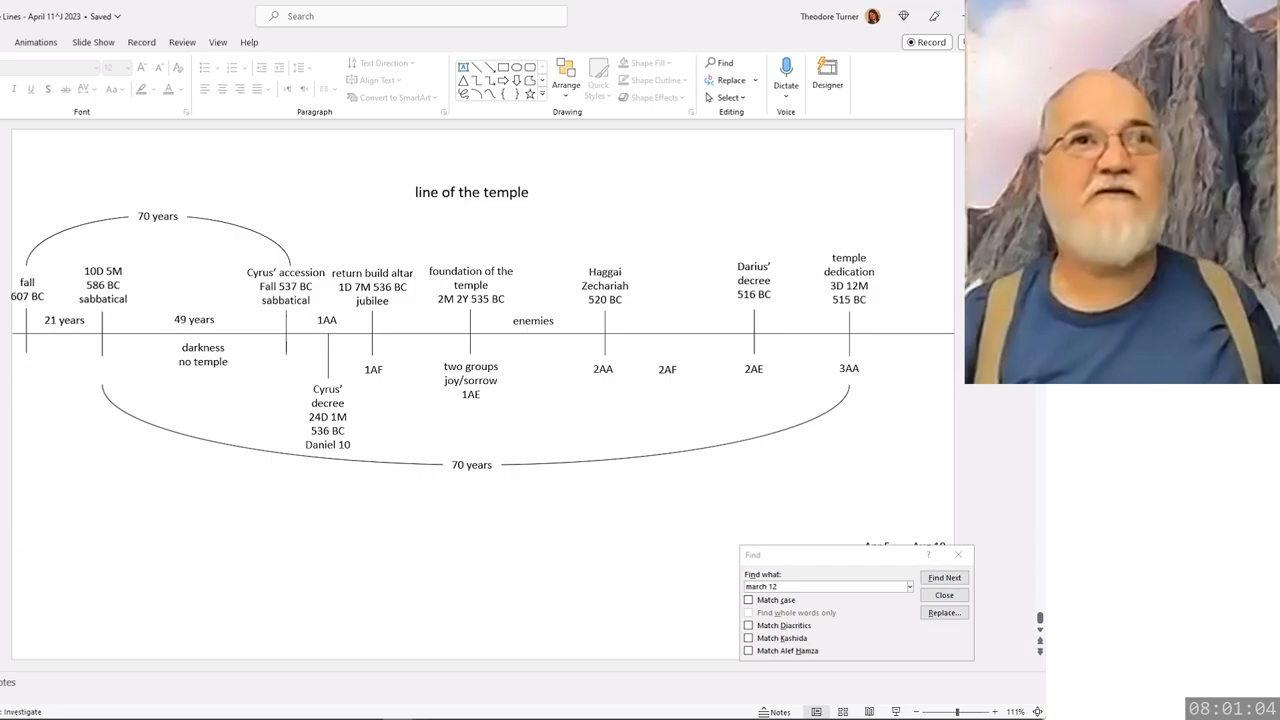 Lines - April 11^J 2023 • Saved
Search
Theodore Turner
Animations
Slide Show
Record
Review
View
Help
Record
12
Text Direction
Align Text
Convert to SmartArt
Arrange
Quick
Styles
Shape Fill
Shape Outline
Shape Effects
Find
Replace
Select
Dictate
Designer
Font
Paragraph
Drawing
Editing
Voice
line of the temple
70 years
fall
607 BC
10D 5M
586 BC
sabbatical
Cyrus' accession
Fall 537 BC
sabbatical
return build altar
1D 7M 536 BC
jubilee
foundation of the
temple
2M 2Y 535 BC
Haggai
Zechariah
520 BC
Darius'
decree
516 BC
temple
dedication
3D 12M
515 BC
21 years
49 years
1AA
enemies
darkness
no temple
Cyrus'
decree
24D 1M
536 BC
Daniel 10
1AF
two groups
joy/sorrow
1AE
2AA
2AF
2AE
3AA
70 years
Find
?
Find what:
march 12
Find Next
Match case
Close
Find whole words only
Replace...
Match Diacritics
Match Kashida
Match Alef Hamza
otes
: Investigate
Notes
111%
08:01:04